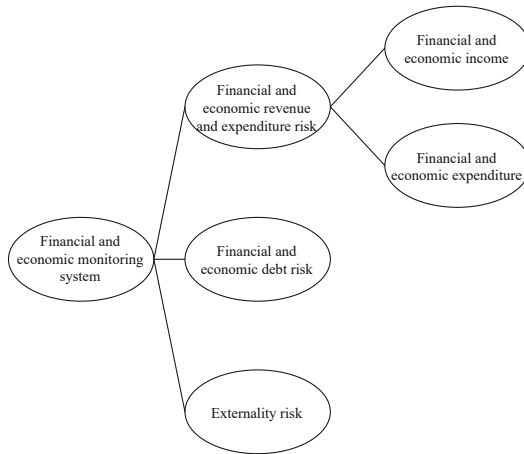 Financial and
economic income
Financial and
economic revenue
and expenditure risk
Financial and
economic expenditure
Financial and
economic monitoring
system
Financial and
economic debt risk
Externality risk